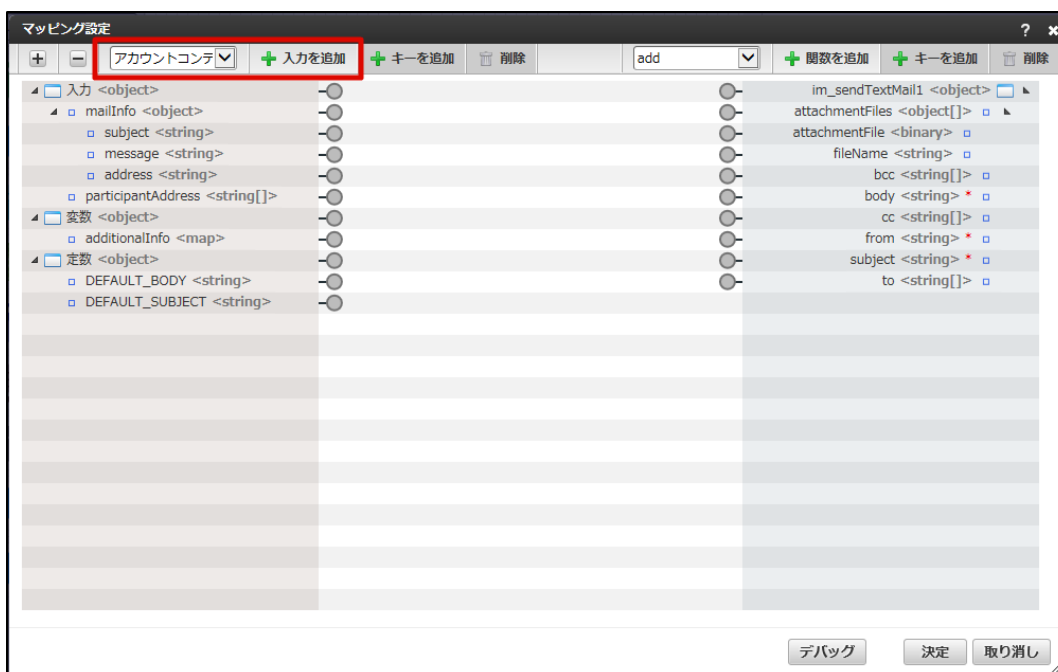 マッピング設定 ?
アカウントコンテ 入力を追加 キーを追加 削除 add 関数を追加 キーを追加 削除
入力 <object> im_sendTextMail1 <object>
mailInfo <object> attachmentFiles <object[]>
subject <string> attachmentFile <binary>
message <string> fileName <string>
address <string> bcc <string[]>
participantAddress <string[]> body <string> *
変数 <object> cc <string[]>
additionalInfo <map> from <string> *
定数 <object> subject <string> *
DEFAULT_BODY <string> to <string[]>
DEFAULT_SUBJECT <string>
デバッグ 決定 取り消し